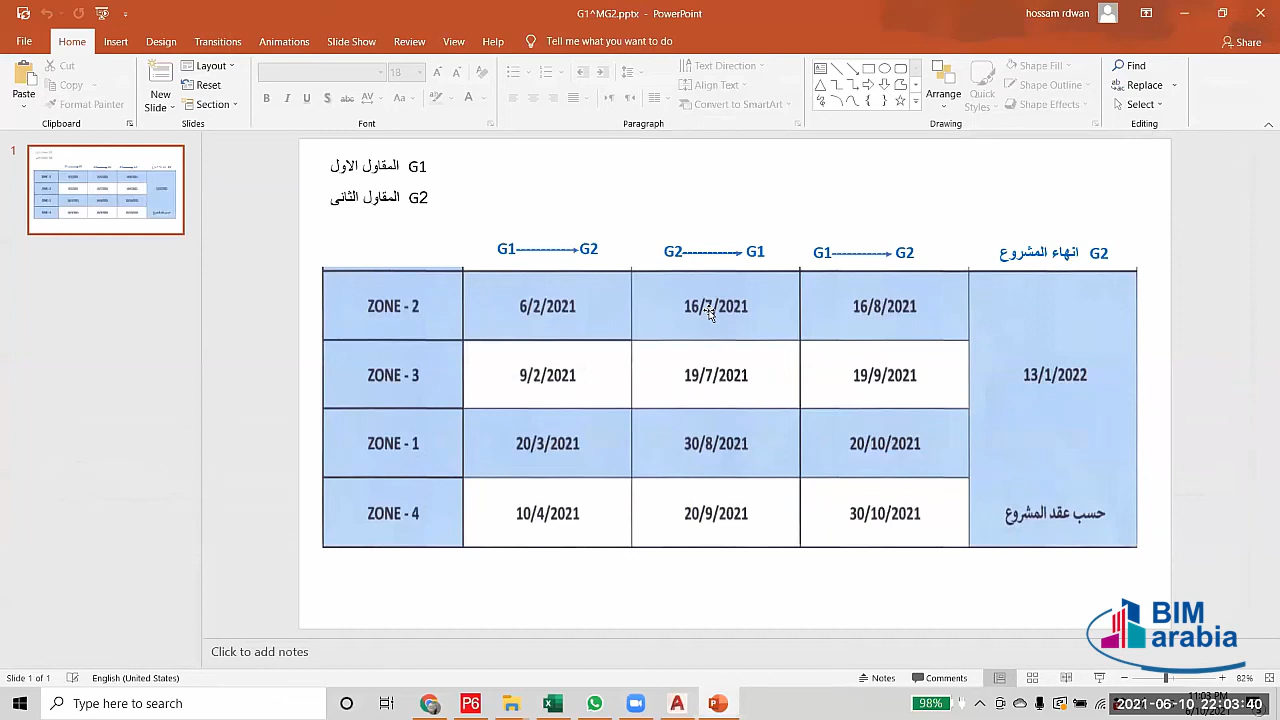 G1^MG2.pptx - PowerPoint
hossam rdwan
File Home Insert Design Transitions Animations Slide Show Review View Help Tell me what you want to do Share
Cut Layout 18 Text Direction Shape Fill Find
Copy Reset Align Text Shape Outline Replace
Paste Format Painter New Slide Section Convert to SmartArt Arrange Quick Styles Shape Effects Select
Clipboard Slides Font Paragraph Drawing Editing
1
المقاول الاول G1
المقاول الثانى G2
G1----------->G2 G2----------->G1 G1----------->G2 انهاء المشروع G2
ZONE - 2 6/2/2021 16/7/2021 16/8/2021
ZONE - 3 9/2/2021 19/7/2021 19/9/2021 13/1/2022
ZONE - 1 20/3/2021 30/8/2021 20/10/2021
ZONE - 4 10/4/2021 20/9/2021 30/10/2021 حسب عقد المشروع
BIM
arabia
Click to add notes
Slide 1 of 1 English (United States) Notes Comments 82%
Type here to search P6 98% 2021-06-10 22:03:40